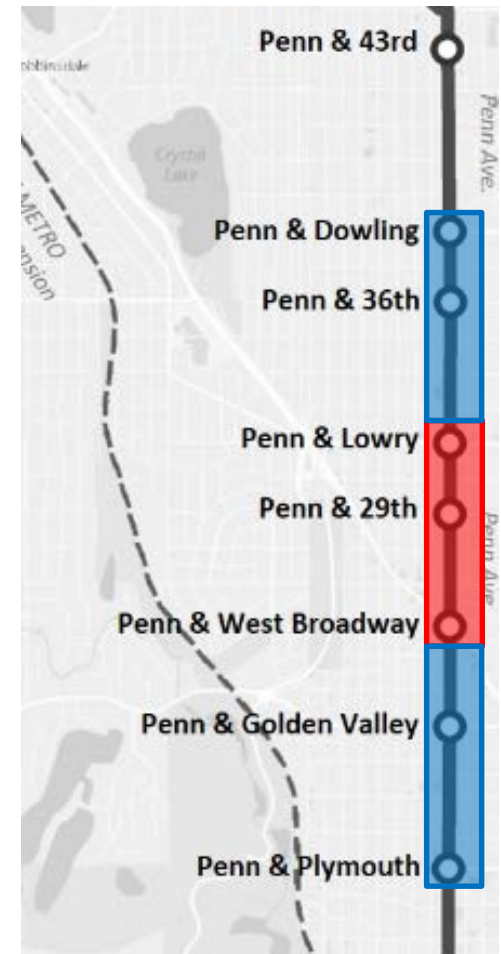 Penn & 43rd
Penn Ave.
Crystal
Lake
METRO
Penn & Dowling
Penn & 36th
Penn & Lowry
Penn & 29th
Penn Ave
Penn & West Broadway
Penn & Golden Valley
Penn & Plymouth